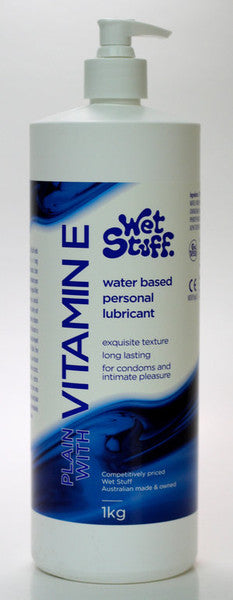 PLAIN
WITH
VITAMIN E
Wet
Stuff.
water based
personal
lubricant
exquisite texture
long lasting
for condoms and
intimate pleasure
Competitively priced
Wet Stuff
Australian made & owned
1kg
CE